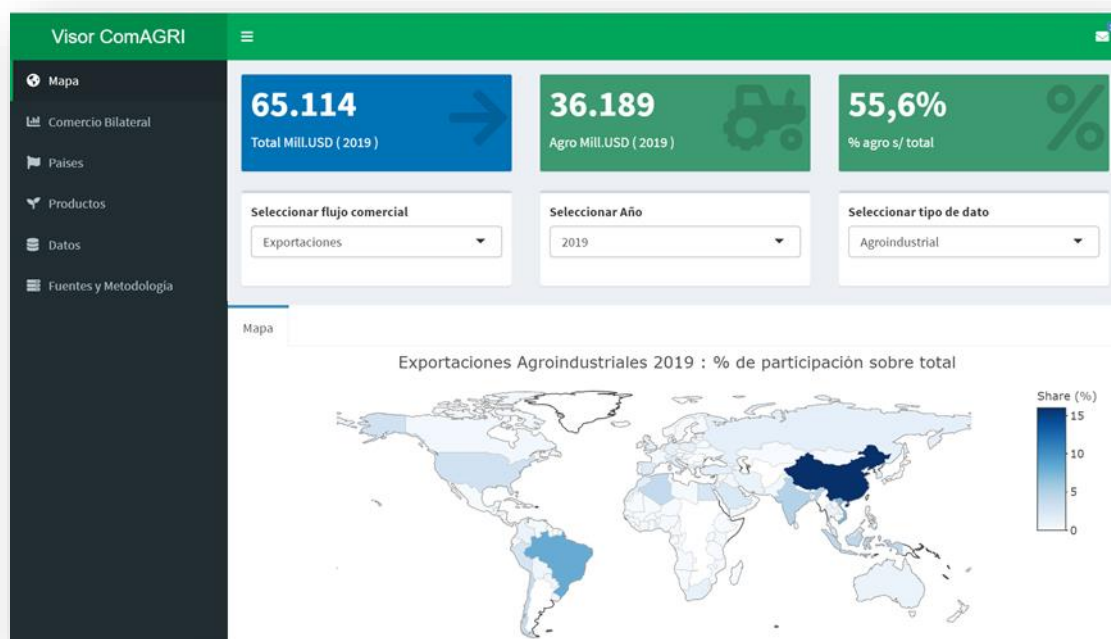 Visor ComAGRI
Mapa
Comercio Bilateral
Paises
Productos
Datos
Fuentes y Metodología
65.114
Total Mill.USD ( 2019 )
36.189
Agro Mill.USD ( 2019 )
55,6%
% agro s/ total
Seleccionar flujo comercial
Exportaciones
Seleccionar Año
2019
Seleccionar tipo de dato
Agroindustrial
Mapa
Exportaciones Agroindustriales 2019 : % de participación sobre total
Share (%)
15
10
5
0